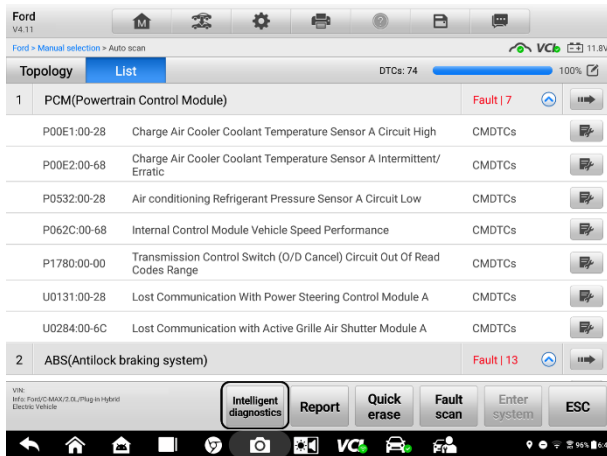 Ford
V4.11
M
?
Ford > Manual selection > Auto scan
VCI 11.8V
Topology List DTCs: 74 100%
1 PCM(Powertrain Control Module) Fault | 7
P00E1:00-28 Charge Air Cooler Coolant Temperature Sensor A Circuit High CMDTCs
P00E2:00-68 Charge Air Cooler Coolant Temperature Sensor A Intermittent/
Erratic CMDTCs
P0532:00-28 Air conditioning Refrigerant Pressure Sensor A Circuit Low CMDTCs
P062C:00-68 Internal Control Module Vehicle Speed Performance CMDTCs
P1780:00-00 Transmission Control Switch (O/D Cancel) Circuit Out Of Read
Codes Range CMDTCs
U0131:00-28 Lost Communication With Power Steering Control Module A CMDTCs
U0284:00-6C Lost Communication with Active Grille Air Shutter Module A CMDTCs
2 ABS(Antilock braking system) Fault | 13
VIN:
Info: Ford/C-MAX/2.0L/Plug-in Hybrid
Electric Vehicle
Intelligent
diagnostics
Report
Quick
erase
Fault
scan
Enter
system
ESC
VCI 96%